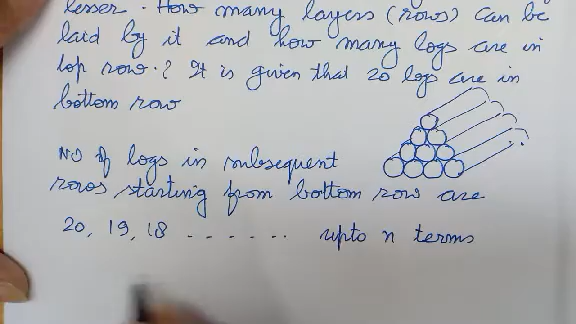 lesser. How many layers (rows) can be
laid by it and how many logs are in
top row.? It is given that 20 logs are in
bottom row
NO of logs in subsequent
rows starting from bottom row are
20, 19, 18 ....... upto n terms